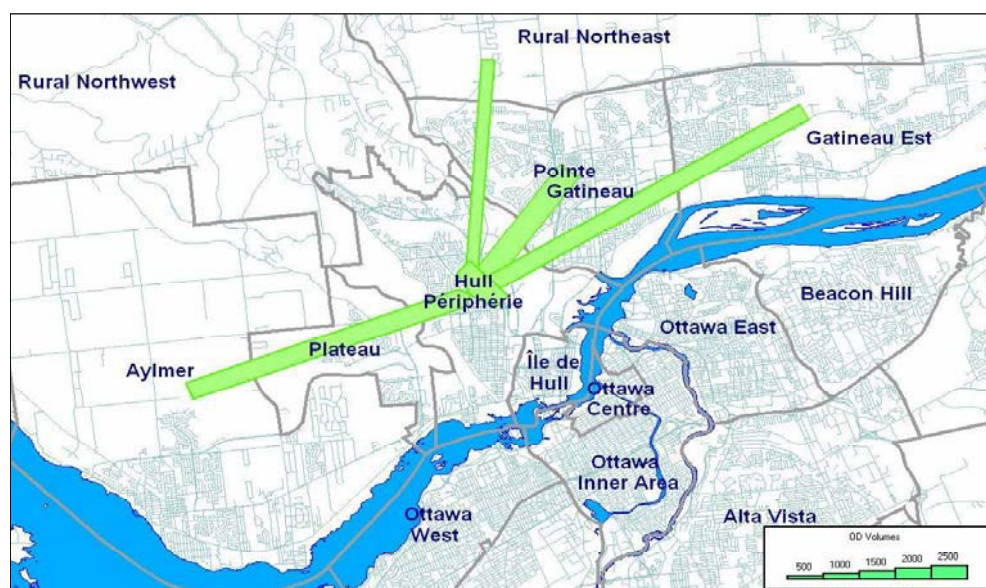 Rural Northeast
Rural Northwest
Gatineau Est
Pointe
Gatineau
Hull
Périphérie
Beacon Hill
Ottawa East
Plateau
Île de
Hull
Aylmer
Ottawa
Centre
Ottawa
Inner Area
Ottawa
West
Alta Vista
OD Volumes
500 1000 1500 2000 2500